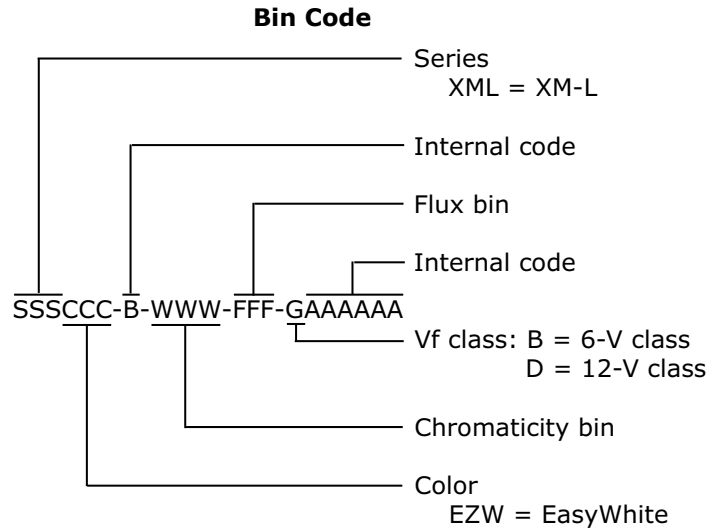 Bin Code
Series
XML = XM-L
Internal code
Flux bin
Internal code
SSSCCC-B-WWW-FFF-GAAAAAA
Vf class: B = 6-V class
D = 12-V class
Chromaticity bin
Color
EZW = EasyWhite